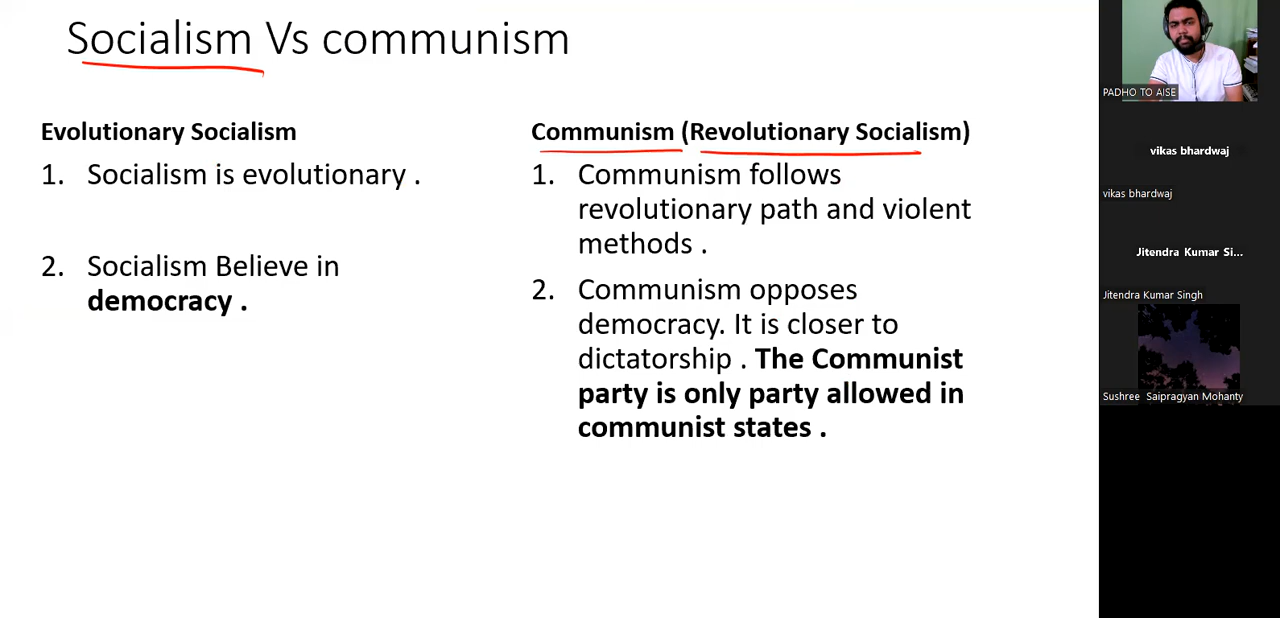 Socialism Vs communism
Evolutionary Socialism
1. Socialism is evolutionary .
2. Socialism Believe in
democracy .
Communism (Revolutionary Socialism)
1. Communism follows
revolutionary path and violent
methods .
2. Communism opposes
democracy. It is closer to
dictatorship . The Communist
party is only party allowed in
communist states .
PADHO TO AISE
vikas bhardwaj
vikas bhardwaj
Jitendra Kumar Si...
Jitendra Kumar Singh
Sushree Saipragyan Mohanty